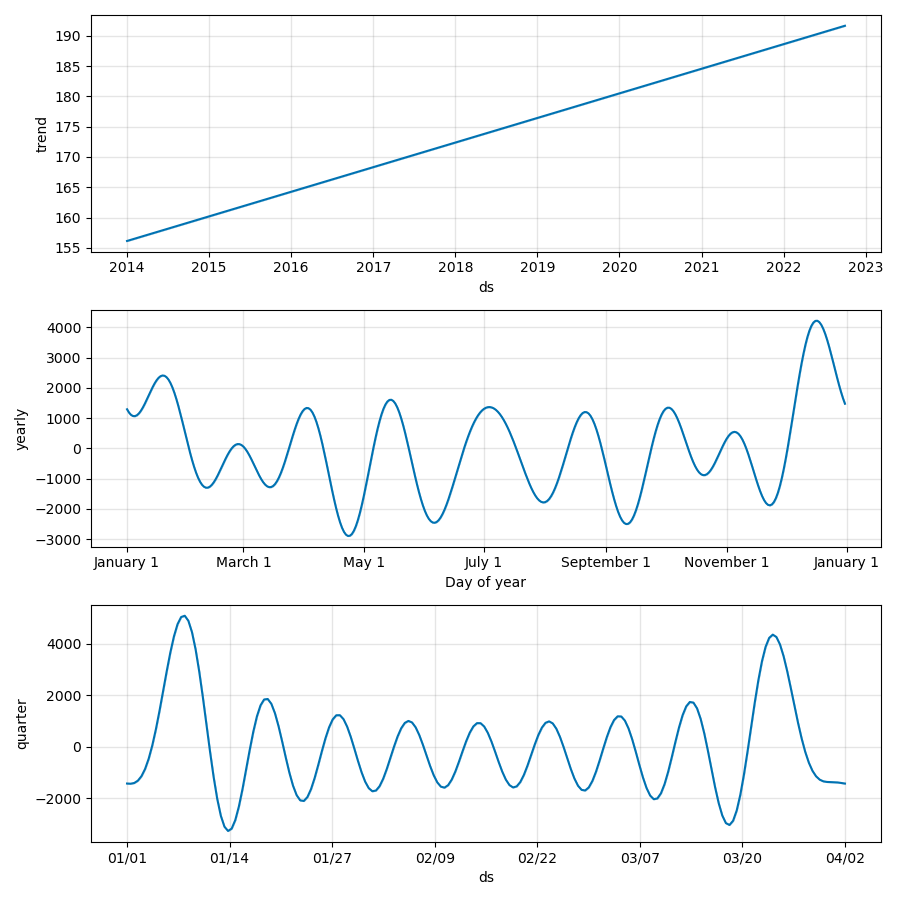 190
185
180
175
170
165
160
155
trend
2014 2015 2016 2017 2018 2019 2020 2021 2022 2023
ds
4000
3000
2000
1000
0
−1000
−2000
−3000
yearly
January 1 March 1 May 1 July 1 September 1 November 1 January 1
Day of year
4000
2000
0
−2000
quarter
01/01 01/14 01/27 02/09 02/22 03/07 03/20 04/02
ds